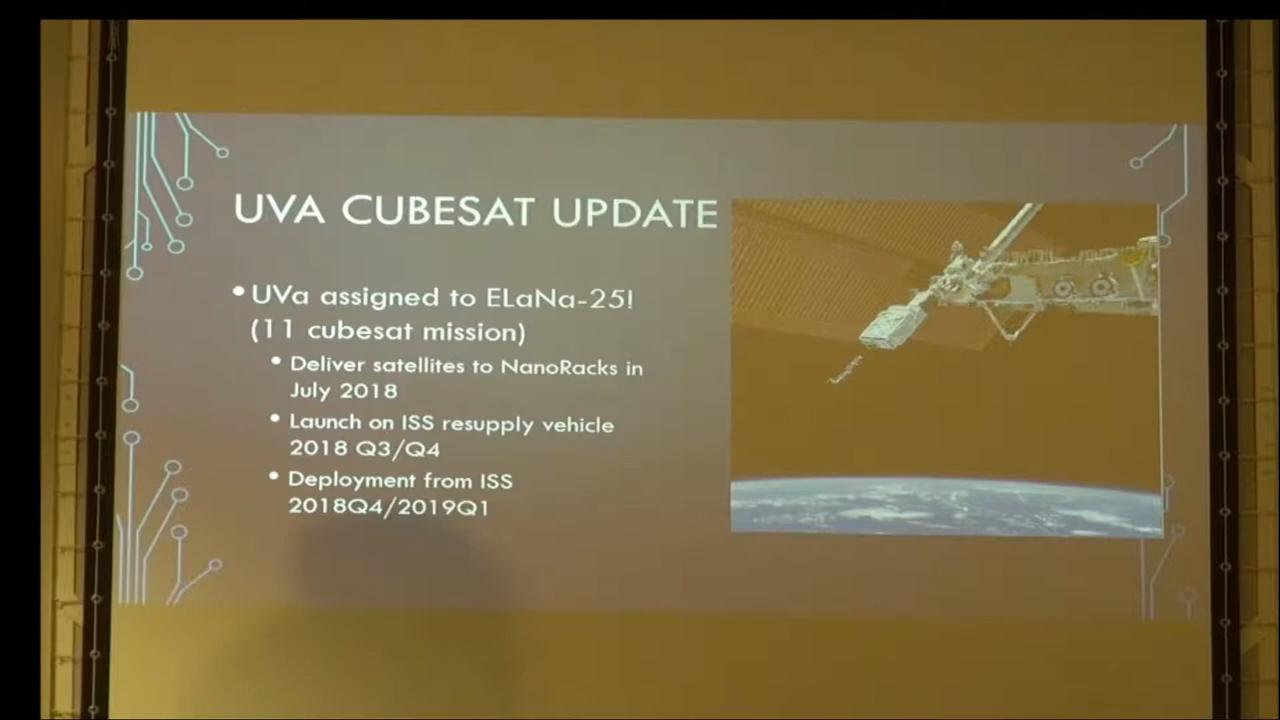 UVA CUBESAT UPDATE
•UVa assigned to ELaNa-25!
(11 cubesat mission)
• Deliver satellites to NanoRacks in
July 2018
• Launch on ISS resupply vehicle
2018 Q3/Q4
• Deployment from ISS
2018Q4/2019Q1